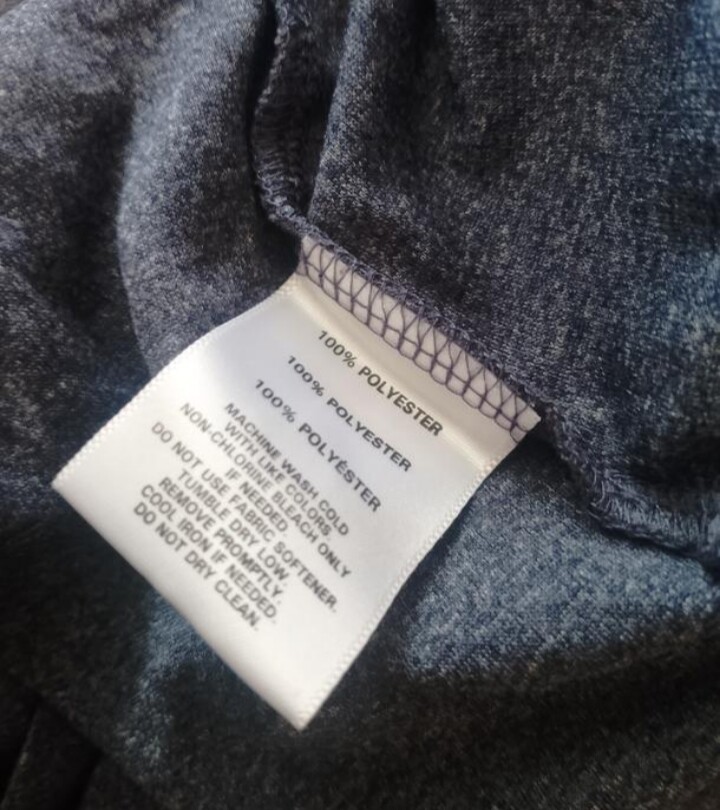 100% POLYESTER
100% POLYESTER
100% POLYÉSTER
MACHINE WASH COLD
WITH LIKE COLORS.
NON-CHLORINE BLEACH ONLY
IF NEEDED
DO NOT USE FABRIC SOFTENER.
TUMBLE DRY LOW,
REMOVE PROMPTLY.
COOL IRON IF NEEDED.
DO NOT DRY CLEAN.